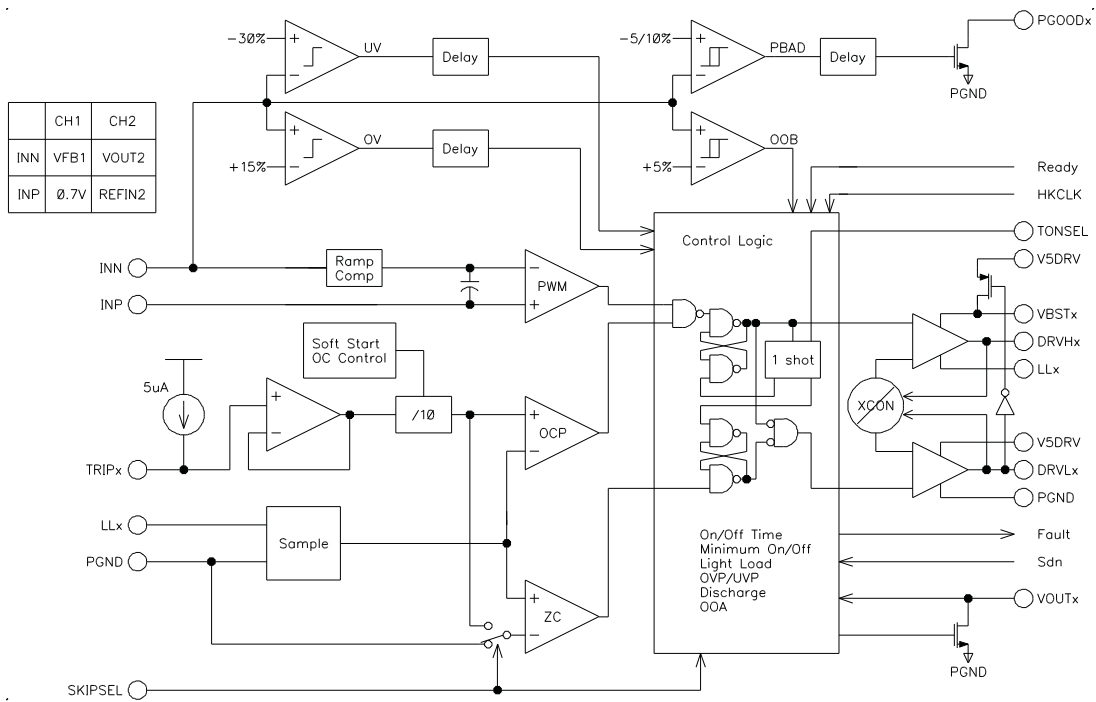 PGOODx
-30%
UV
Delay
-5/10%
PBAD
Delay
PGND
CH1 CH2
INN VFB1 VOUT2
INP 0.7V REFIN2
OV
Delay
+15%
OOB
+5%
Ready
HKCLK
TONSEL
Control Logic
V5DRV
INN
Ramp
Comp
PWM
INP
VBSTx
DRVHx
LLx
Soft Start
OC Control
1 shot
5uA
/10
XCON
OCP
V5DRV
TRIPx
DRVLx
PGND
LLx
Sample
PGND
On/Off Time
Minimum On/Off
Light Load
OVP/UVP
Discharge
OOA
Fault
Sdn
VOUTx
ZC
PGND
SKIPSEL